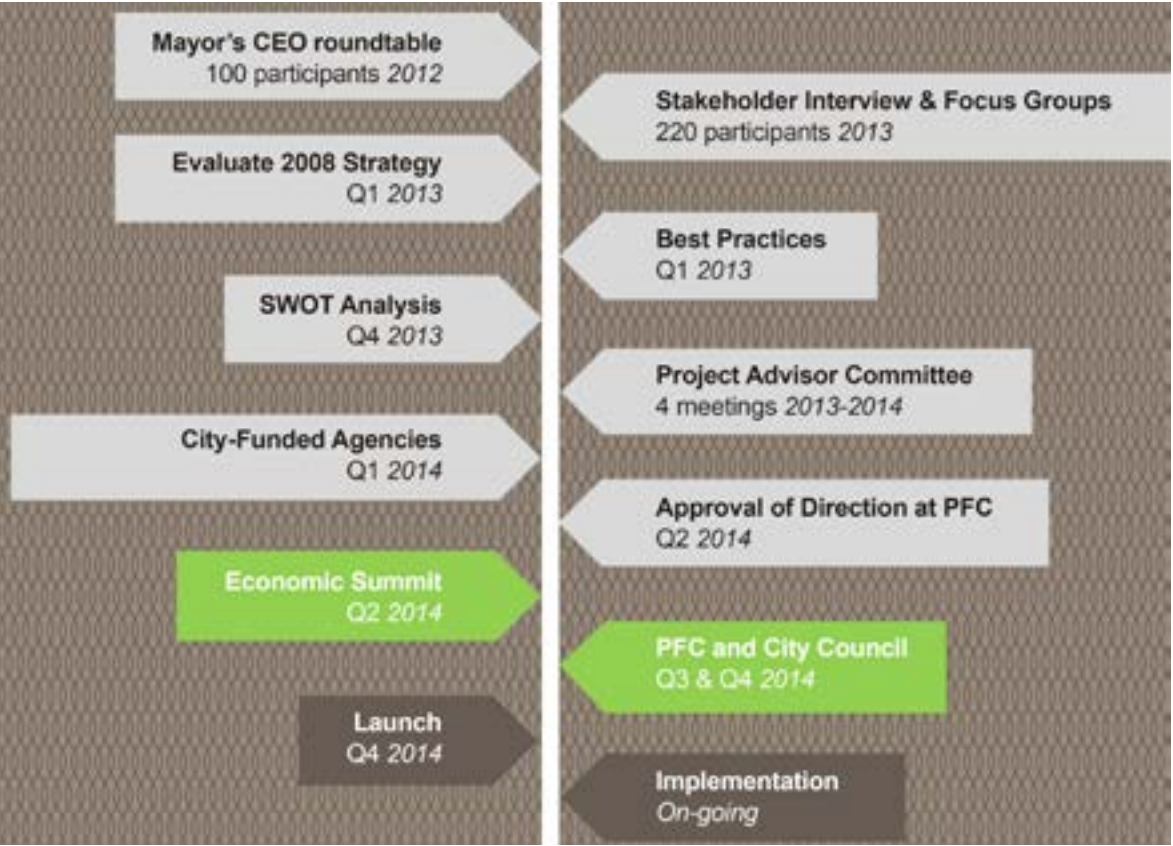 Mayor's CEO roundtable
100 participants 2012
Stakeholder Interview & Focus Groups
220 participants 2013
Evaluate 2008 Strategy
Q1 2013
Best Practices
Q1 2013
SWOT Analysis
Q4 2013
Project Advisor Committee
4 meetings 2013-2014
City-Funded Agencies
Q1 2014
Approval of Direction at PFC
Q2 2014
Economic Summit
Q2 2014
PFC and City Council
Q3 & Q4 2014
Launch
Q4 2014
Implementation
On-going